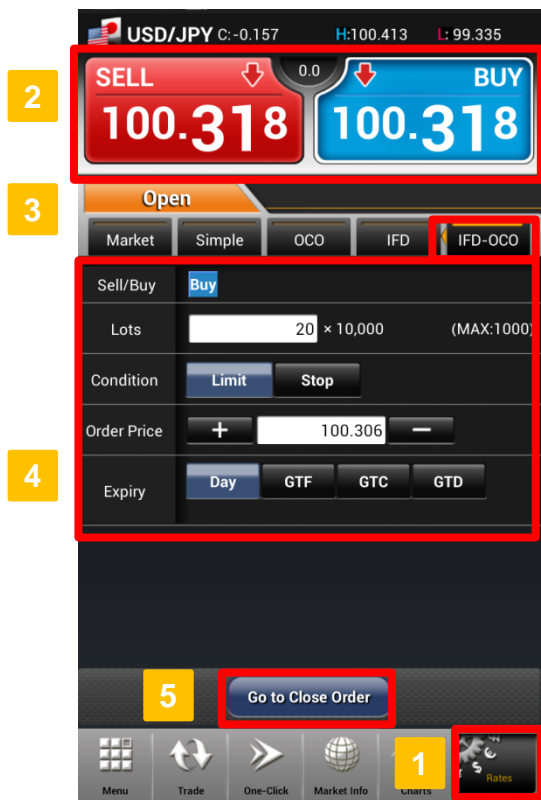 USD/JPY C:-0.157 H:100.413 L:99.335
2
SELL 0.0 BUY
100.318 100.318
3
Open
Market Simple OCO IFD IFD-OCO
Sell/Buy Buy
Lots 20 × 10,000 (MAX:1000)
Condition Limit Stop
Order Price + 100.306 −
4
Expiry Day GTF GTC GTD
5
Go to Close Order
1
Menu Trade One-Click Market Info Charts Rates